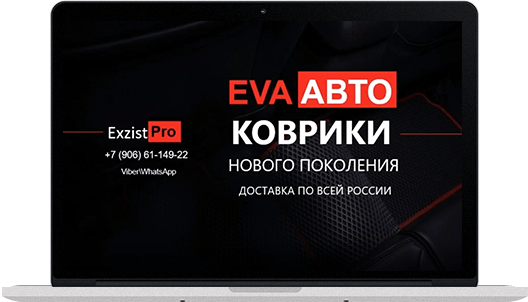 ExzistPro
+7 (906) 61-149-22
Viber\WhatsApp
EVA АВТО
КОВРИКИ
НОВОГО ПОКОЛЕНИЯ
ДОСТАВКА ПО ВСЕЙ РОССИИ